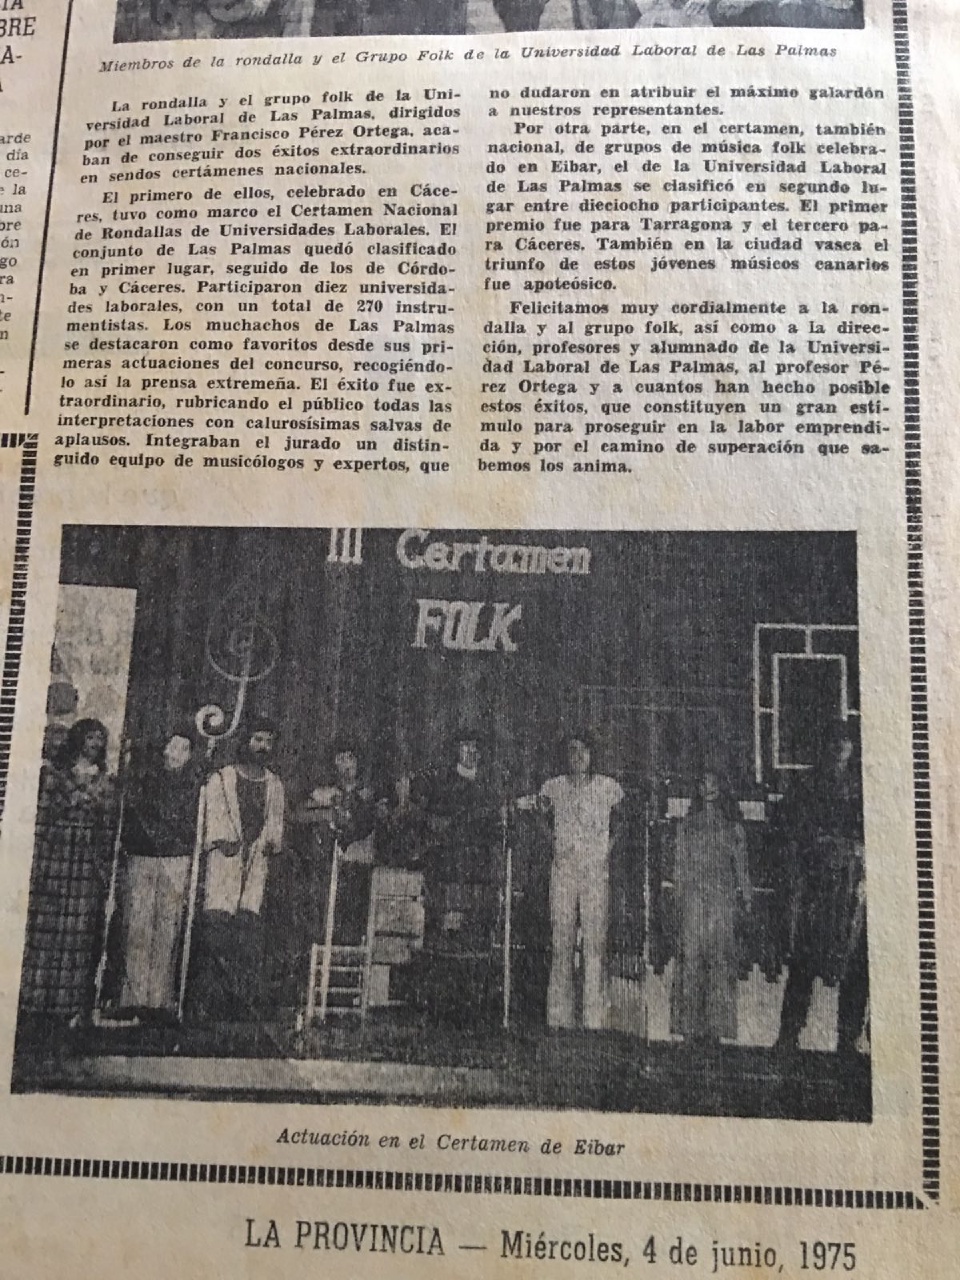 Miembros de la rondalla y el Grupo Folk de la Universidad Laboral de Las Palmas
La rondalla y el grupo folk de la Uni-
versidad Laboral de Las Palmas, dirigidos
por el maestro Francisco Pérez Ortega, aca-
ban de conseguir dos éxitos extraordinarios
en sendos certámenes nacionales.
El primero de ellos, celebrado en Cáce-
res, tuvo como marco el Certamen Nacional
de Rondallas de Universidades Laborales. El
conjunto de Las Palmas quedó clasificado
en primer lugar, seguido de los de Córdo-
ba y Cáceres. Participaron diez universida-
des laborales, con un total de 270 instru-
mentistas. Los muchachos de Las Palmas
se destacaron como favoritos desde sus pri-
meras actuaciones del concurso, recogiéndo-
lo así la prensa extremeña. El éxito fue ex-
traordinario, rubricando el público todas las
interpretaciones con calurosísimas salvas de
aplausos. Integraban el jurado un distin-
guido equipo de musicólogos y expertos, que
no dudaron en atribuir el máximo galardón
a nuestros representantes.
Por otra parte, en el certamen, también
nacional, de grupos de música folk celebra-
do en Eibar, el de la Universidad Laboral
de Las Palmas se clasificó en segundo lu-
gar entre dieciocho participantes. El primer
premio fue para Tarragona y el tercero pa-
ra Cáceres. También en la ciudad vasca el
triunfo de estos jóvenes músicos canarios
fue apoteósico.
Felicitamos muy cordialmente a la ron-
dalla y al grupo folk, así como a la direc-
ción, profesores y alumnado de la Universi-
dad Laboral de Las Palmas, al profesor Pé-
rez Ortega y a cuantos han hecho posible
estos éxitos, que constituyen un gran estí-
mulo para proseguir en la labor emprendi-
da y por el camino de superación que sa-
bemos los anima.
III Certamen
FOLK
Actuación en el Certamen de Eibar
LA PROVINCIA — Miércoles, 4 de junio, 1975